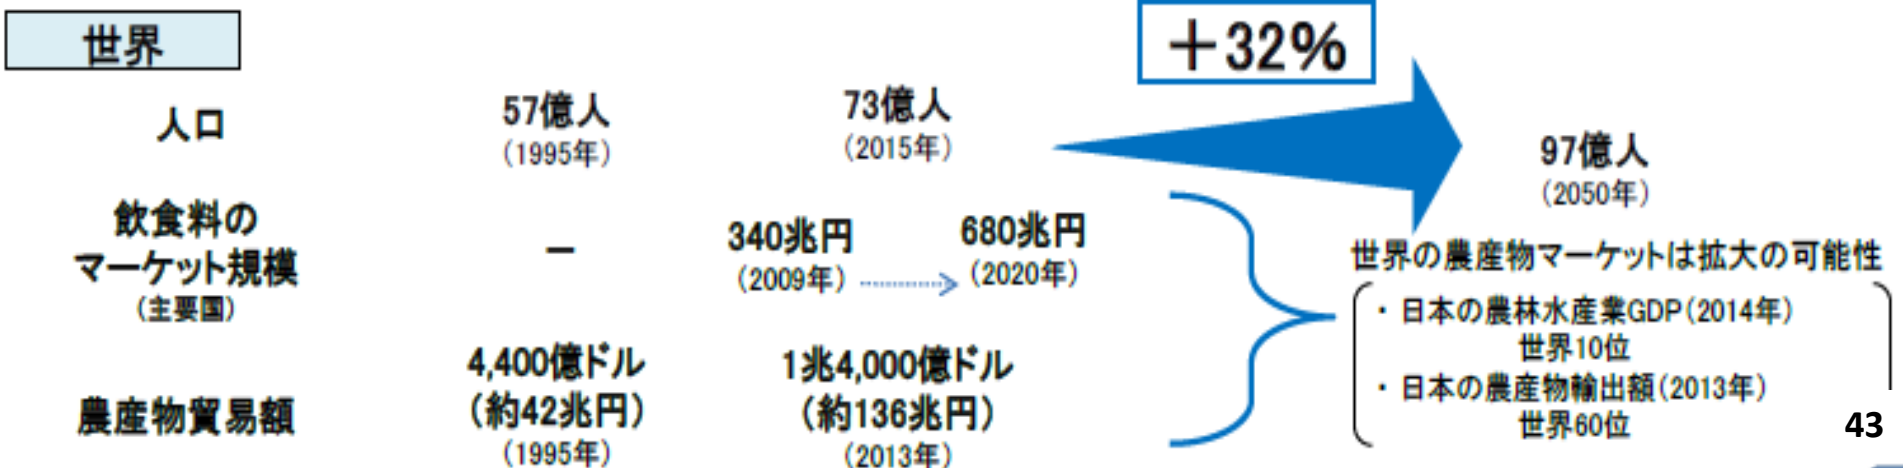 世界
+32%
人口
57億人
(1995年)
73億人
(2015年)
97億人
(2050年)
飲食料の
マーケット規模
(主要国)
－
340兆円
(2009年)
680兆円
(2020年)
農産物貿易額
4,400億ドル
(約42兆円)
(1995年)
1兆4,000億ドル
(約136兆円)
(2013年)
世界の農産物マーケットは拡大の可能性
・日本の農林水産業GDP(2014年)
世界10位
・日本の農産物輸出額(2013年)
世界60位
43